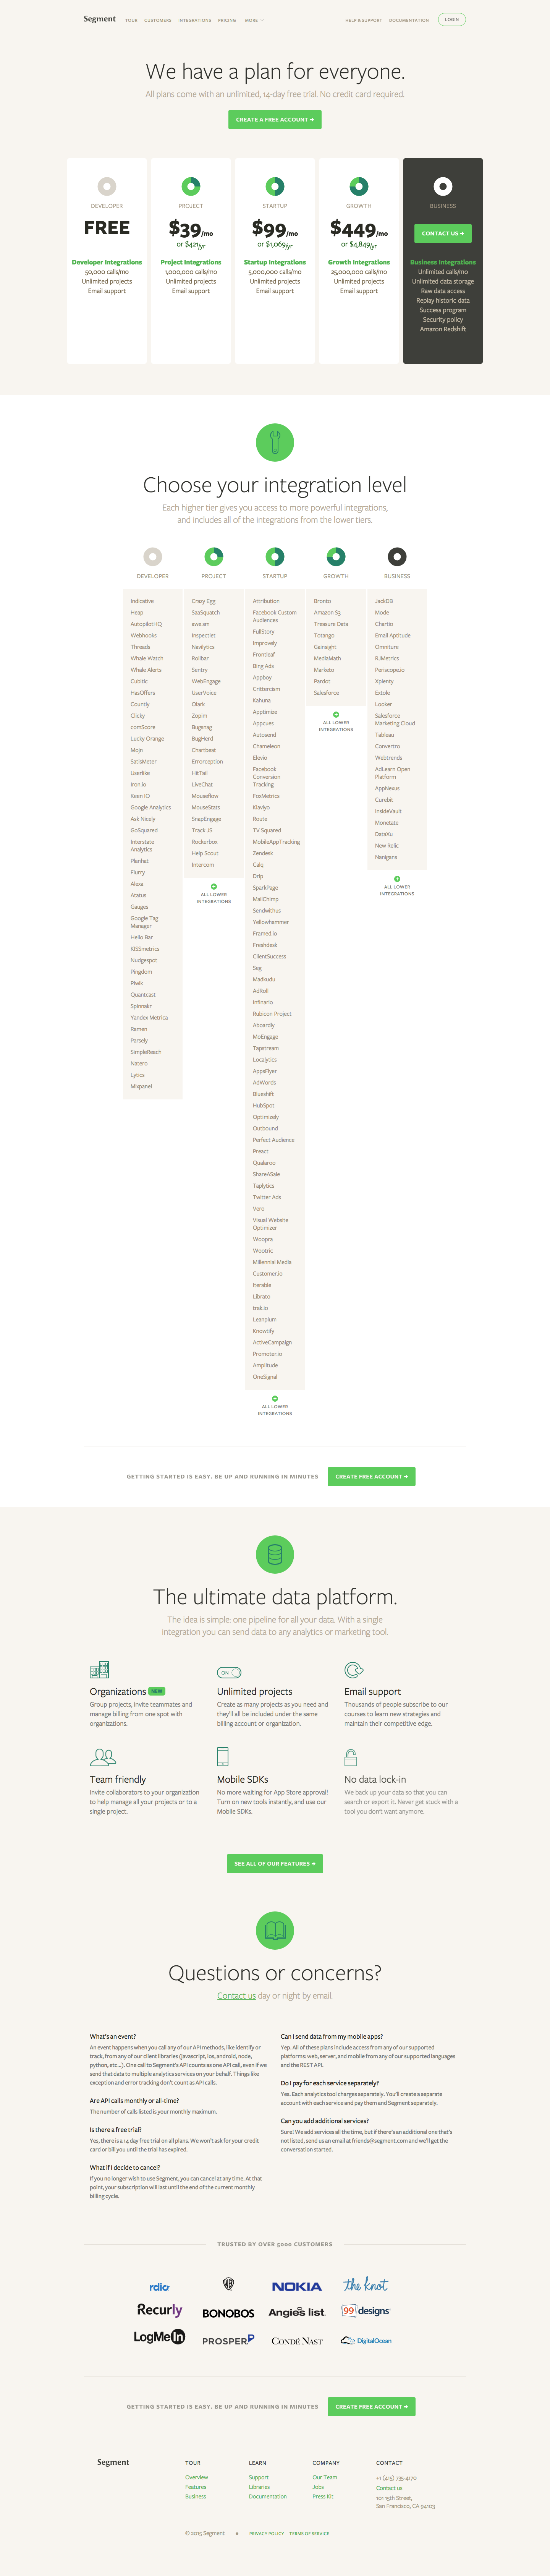 Segment TOUR CUSTOMERS INTEGRATIONS PRICING MORE HELP & SUPPORT DOCUMENTATION LOGIN
We have a plan for everyone.
All plans come with an unlimited, 14-day free trial. No credit card required.
CREATE A FREE ACCOUNT
DEVELOPER
FREE
Developer Integrations
50,000 calls/mo
Unlimited projects
Email support
PROJECT
$39/mo
or $421/yr
Project Integrations
1,000,000 calls/mo
Unlimited projects
Email support
STARTUP
$99/mo
or $1,069/yr
Startup Integrations
5,000,000 calls/mo
Unlimited projects
Email support
GROWTH
$449/mo
or $4,849/yr
Growth Integrations
25,000,000 calls/mo
Unlimited projects
Email support
BUSINESS
CONTACT US
Business Integrations
Unlimited calls/mo
Unlimited data storage
Raw data access
Replay historic data
Success program
Security policy
Amazon Redshift
Choose your integration level
Each higher tier gives you access to more powerful integrations,
and includes all of the integrations from the lower tiers.
DEVELOPER
Indicative
Heap
AutopilotHQ
Webhooks
Threads
Whale Watch
Whale Alerts
Cubitic
HasOffers
Countly
Clicky
comScore
Lucky Orange
Mojn
SatisMeter
Userlike
Iron.io
Keen IO
Google Analytics
Ask Nicely
GoSquared
Interstate
Analytics
Planhat
Flurry
Alexa
Atatus
Gauges
Google Tag
Manager
Hello Bar
KISSmetrics
Nudgespot
Pingdom
Piwik
Quantcast
Spinnakr
Yandex Metrica
Ramen
Parsely
SimpleReach
Natero
Lytics
Mixpanel
PROJECT
Crazy Egg
SaaSquatch
awe.sm
Inspectlet
Navilytics
Rollbar
Sentry
WebEngage
UserVoice
Olark
Zopim
Bugsnag
BugHerd
Chartbeat
Errorception
HitTail
LiveChat
Mouseflow
MouseStats
SnapEngage
Track JS
Rockerbox
Help Scout
Intercom
ALL LOWER
INTEGRATIONS
STARTUP
Attribution
Facebook Custom
Audiences
FullStory
Improvely
Frontleaf
Bing Ads
Appboy
Crittercism
Kahuna
Apptimize
Appcues
Autosend
Chameleon
Elevio
Facebook
Conversion
Tracking
FoxMetrics
Klaviyo
Route
TV Squared
MobileAppTracking
Zendesk
Calq
Drip
SparkPage
MailChimp
Sendwithus
Yellowhammer
Framed.io
Freshdesk
ClientSuccess
Seg
Madkudu
AdRoll
Infinario
Rubicon Project
Aboardly
MoEngage
Tapstream
Localytics
AppsFlyer
AdWords
Blueshift
HubSpot
Optimizely
Outbound
Perfect Audience
Preact
Qualaroo
ShareASale
Taplytics
Twitter Ads
Vero
Visual Website
Optimizer
Woopra
Wootric
Millennial Media
Customer.io
Iterable
Librato
trak.io
Leanplum
Knowtify
ActiveCampaign
Promoter.io
Amplitude
OneSignal
ALL LOWER
INTEGRATIONS
GROWTH
Bronto
Amazon S3
Treasure Data
Totango
Gainsight
MediaMath
Marketo
Pardot
Salesforce
ALL LOWER
INTEGRATIONS
BUSINESS
JackDB
Mode
Chartio
Email Aptitude
Omniture
RJMetrics
Periscope.io
Xplenty
Extole
Looker
Salesforce
Marketing Cloud
Tableau
Convertro
Webtrends
AdLearn Open
Platform
AppNexus
Curebit
InsideVault
Monetate
DataXu
New Relic
Nanigans
ALL LOWER
INTEGRATIONS
GETTING STARTED IS EASY. BE UP AND RUNNING IN MINUTES CREATE FREE ACCOUNT
The ultimate data platform.
The idea is simple: one pipeline for all your data. With a single
integration you can send data to any analytics or marketing tool.
Organizations NEW
Group projects, invite teammates and
manage billing from one spot with
organizations.
ON
Unlimited projects
Create as many projects as you need and
they'll all be included under the same
billing account or organization.
Email support
Thousands of people subscribe to our
courses to learn new strategies and
maintain their competitive edge.
Team friendly
Invite collaborators to your organization
to help manage all your projects or to a
single project.
Mobile SDKs
No more waiting for App Store approval!
Turn on new tools instantly, and use our
Mobile SDKs.
No data lock-in
We back up your data so that you can
search or export it. Never get stuck with a
tool you don't want anymore.
SEE ALL OF OUR FEATURES
Questions or concerns?
Contact us day or night by email.
What's an event?
An event happens when you call any of our API methods, like identify or
track, from any of our client libraries (javascript, ios, android, node,
python, etc...). One call to Segment's API counts as one API call, even if we
send that data to multiple analytics services on your behalf. Things like
exception and error tracking don't count as API calls.
Are API calls monthly or all-time?
The number of calls listed is your monthly maximum.
Is there a free trial?
Yes, there is a 14 day free trial on all plans. We won't ask for your credit
card or bill you until the trial has expired.
What if I decide to cancel?
If you no longer wish to use Segment, you can cancel at any time. At that
point, your subscription will last until the end of the current monthly
billing cycle.
Can I send data from my mobile apps?
Yep. All of these plans include access from any of our supported
platforms: web, server, and mobile from any of our supported languages
and the REST API.
Do I pay for each service separately?
Yes. Each analytics tool charges separately. You'll create a separate
account with each service and pay them and Segment separately.
Can you add additional services?
Sure! We add services all the time, but if there's an additional one that's
not listed, send us an email at friends@segment.com and we'll get the
conversation started.
TRUSTED BY OVER 5000 CUSTOMERS
rdio WB NOKIA the knot
Recurly BONOBOS Angie's list. 99designs
LogMeIn PROSPER CONDÉ NAST DigitalOcean
GETTING STARTED IS EASY. BE UP AND RUNNING IN MINUTES CREATE FREE ACCOUNT
Segment
TOUR
Overview
Features
Business
LEARN
Support
Libraries
Documentation
COMPANY
Our Team
Jobs
Press Kit
CONTACT
+1 (415) 735-4170
Contact us
101 15th Street,
San Francisco, CA 94103
© 2015 Segment PRIVACY POLICY TERMS OF SERVICE